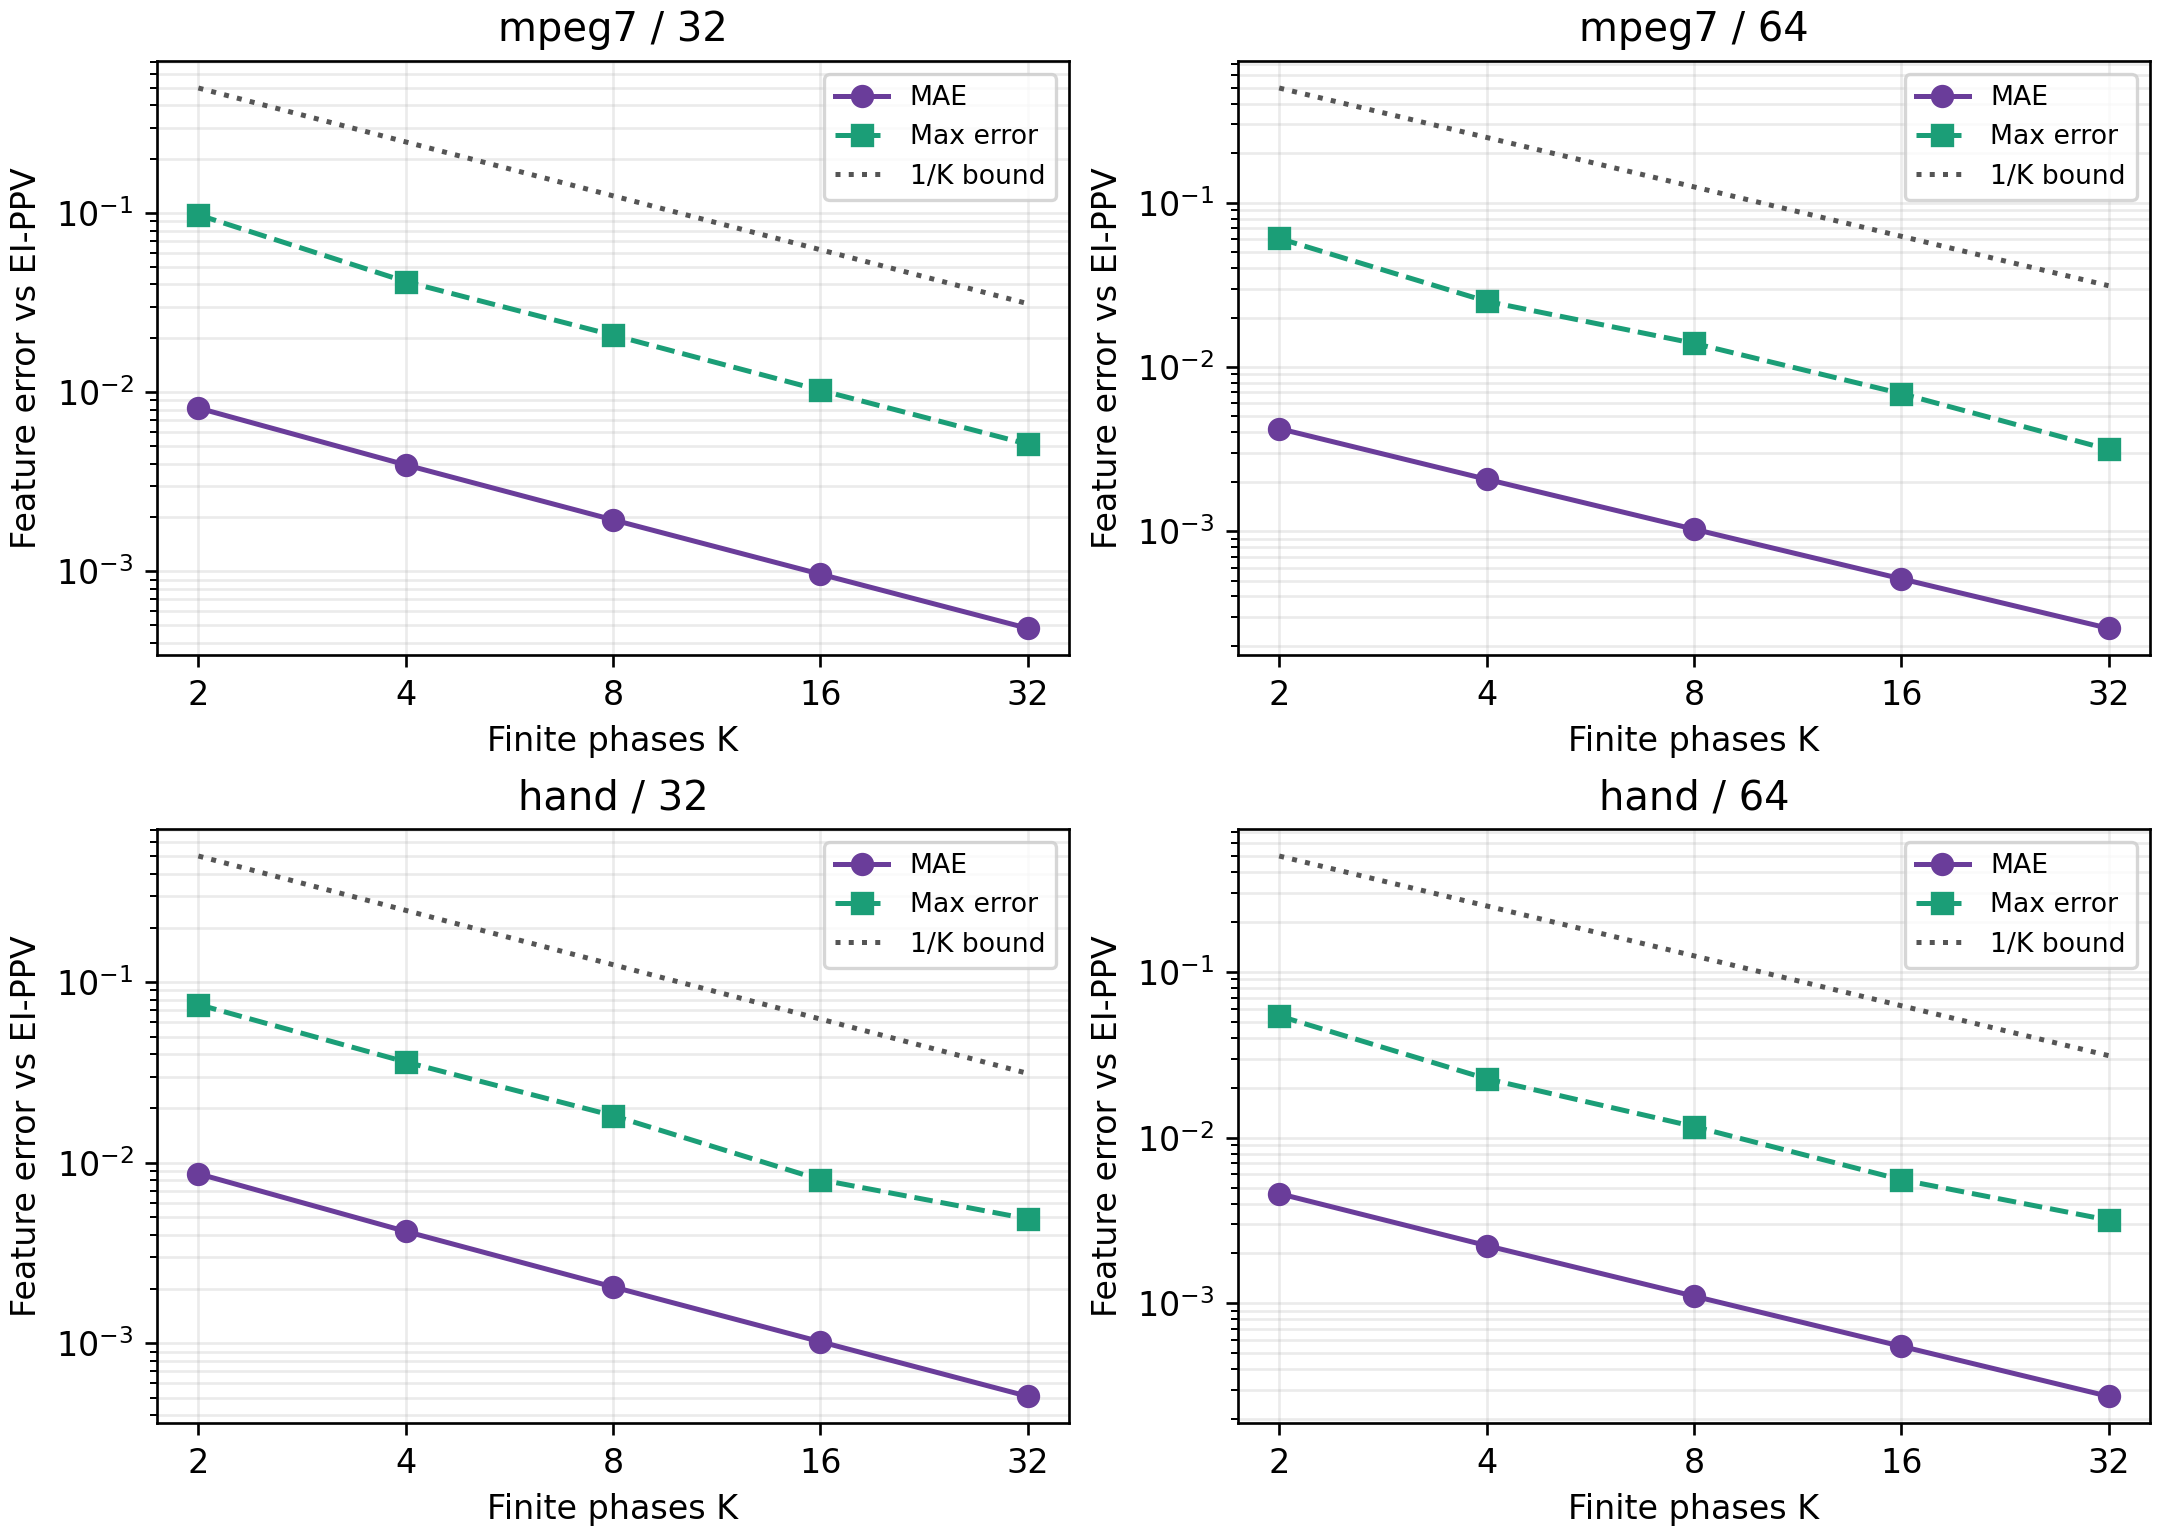 mpeg7 / 32
Feature error vs EI-PPV
10⁻¹
10⁻²
10⁻³
MAE
Max error
1/K bound
2 4 8 16 32
Finite phases K
mpeg7 / 64
Feature error vs EI-PPV
10⁻¹
10⁻²
10⁻³
MAE
Max error
1/K bound
2 4 8 16 32
Finite phases K
hand / 32
Feature error vs EI-PPV
10⁻¹
10⁻²
10⁻³
MAE
Max error
1/K bound
2 4 8 16 32
Finite phases K
hand / 64
Feature error vs EI-PPV
10⁻¹
10⁻²
10⁻³
MAE
Max error
1/K bound
2 4 8 16 32
Finite phases K